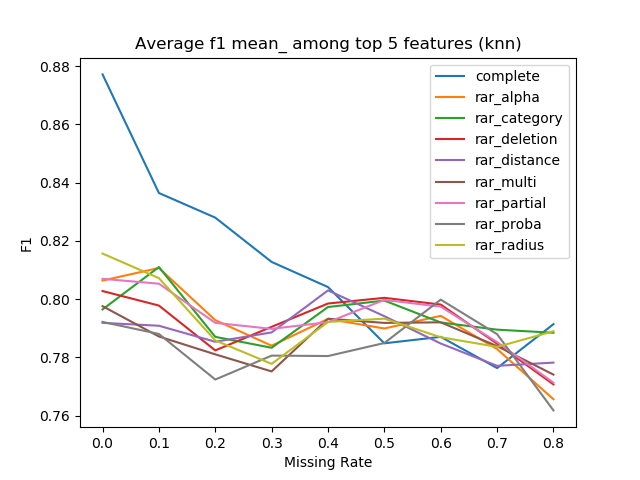 Average f1 mean_ among top 5 features (knn)
0.88
0.86
0.84
0.82
0.80
0.78
0.76
F1
complete
rar_alpha
rar_category
rar_deletion
rar_distance
rar_multi
rar_partial
rar_proba
rar_radius
0.0 0.1 0.2 0.3 0.4 0.5 0.6 0.7 0.8
Missing Rate